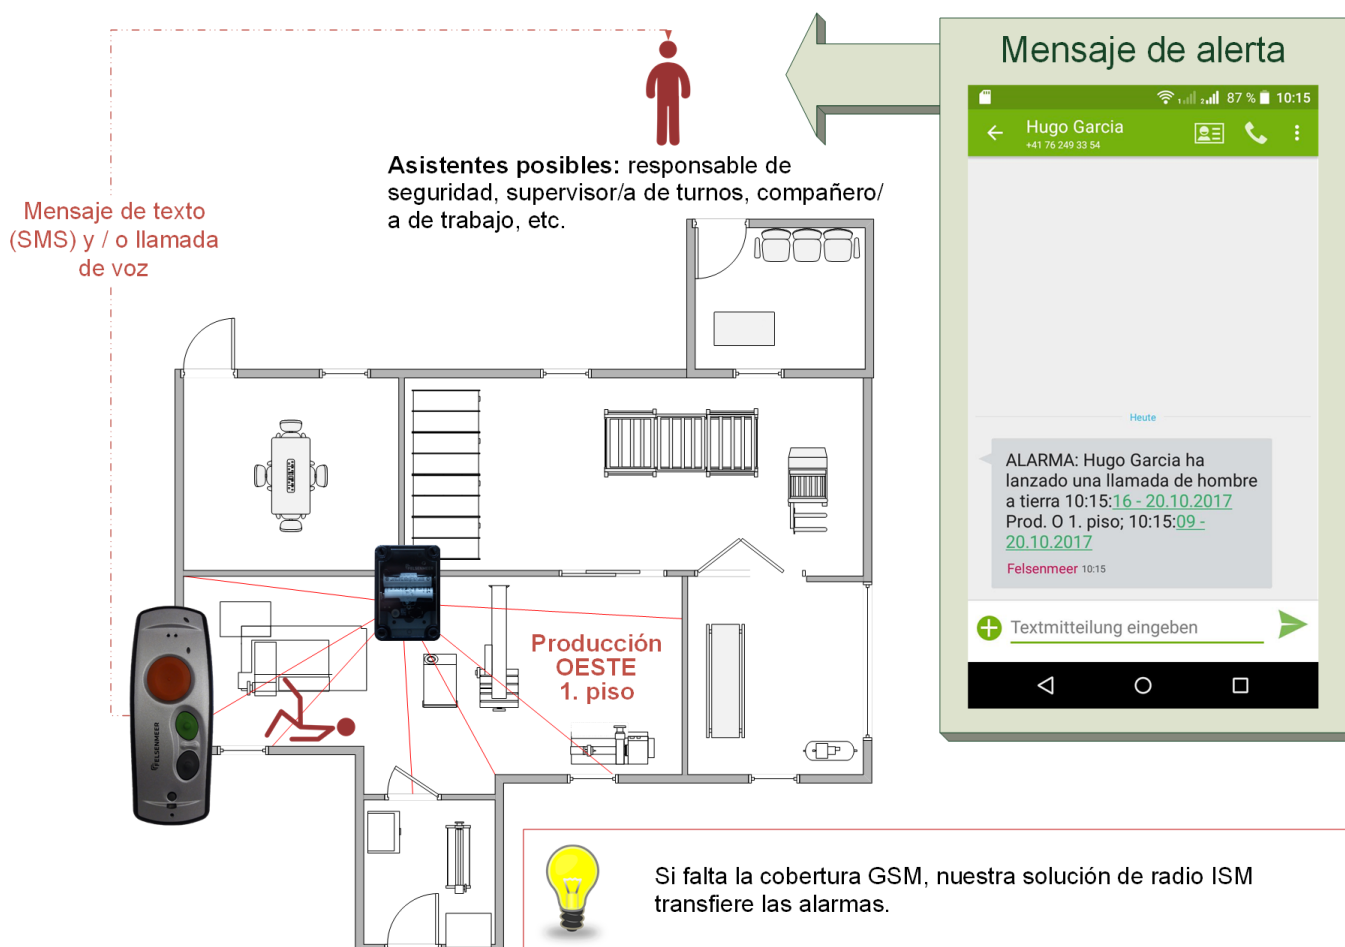 Mensaje de alerta
87 % 10:15
Hugo Garcia
+41 76 249 33 54
Asistentes posibles: responsable de
seguridad, supervisor/a de turnos, compañero/
a de trabajo, etc.
Mensaje de texto
(SMS) y / o llamada
de voz
Heute
ALARMA: Hugo Garcia ha
lanzado una llamada de hombre
a tierra 10:15:16 - 20.10.2017
Prod. O 1. piso; 10:15:09 -
20.10.2017
Felsenmeer 10:15
Textmitteilung eingeben
Producción
OESTE
1. piso
FELSENMEER
Si falta la cobertura GSM, nuestra solución de radio ISM
transfiere las alarmas.